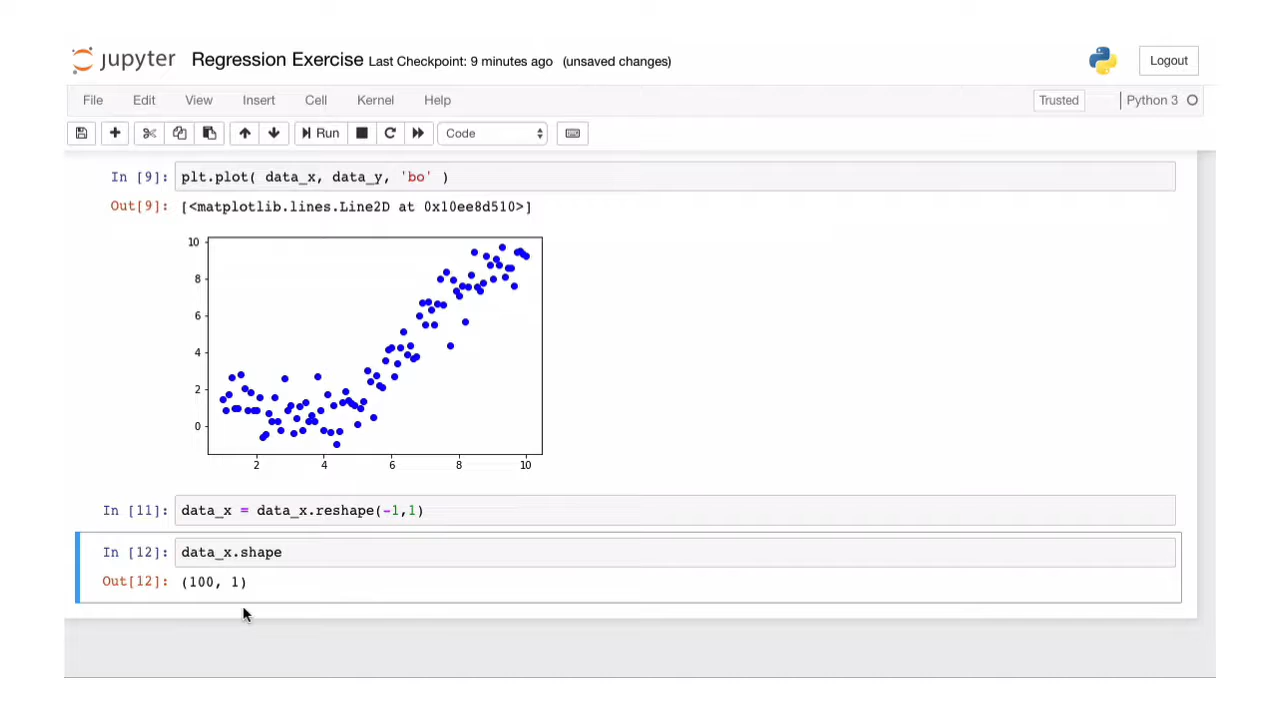 jupyter Regression Exercise Last Checkpoint: 9 minutes ago (unsaved changes) Logout
File Edit View Insert Cell Kernel Help Trusted Python 3
Run Code
In [9]: plt.plot( data_x, data_y, 'bo' )
Out[9]: [<matplotlib.lines.Line2D at 0x10ee8d510>]
10
8
6
4
2
0
2 4 6 8 10
In [11]: data_x = data_x.reshape(-1,1)
In [12]: data_x.shape
Out[12]: (100, 1)